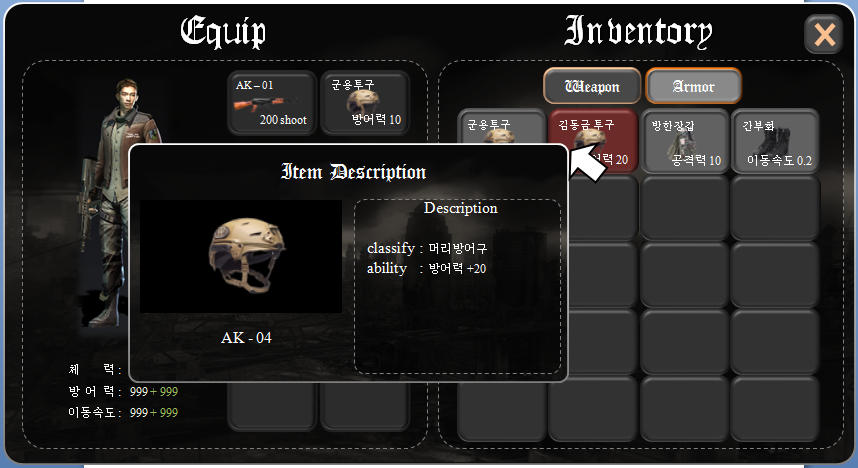 Equip
Inventory
AK – 01
200 shoot
군용투구
방어력 10
Weapon
Armor
군용투구
김동금 투구
어력 20
방한장갑
공격력 10
간부화
이동속도 0.2
Item Description
AK - 04
Description
classify : 머리방어구
ability : 방어력 +20
체 력 :
방 어 력 : 999 + 999
이동속도 : 999 + 999